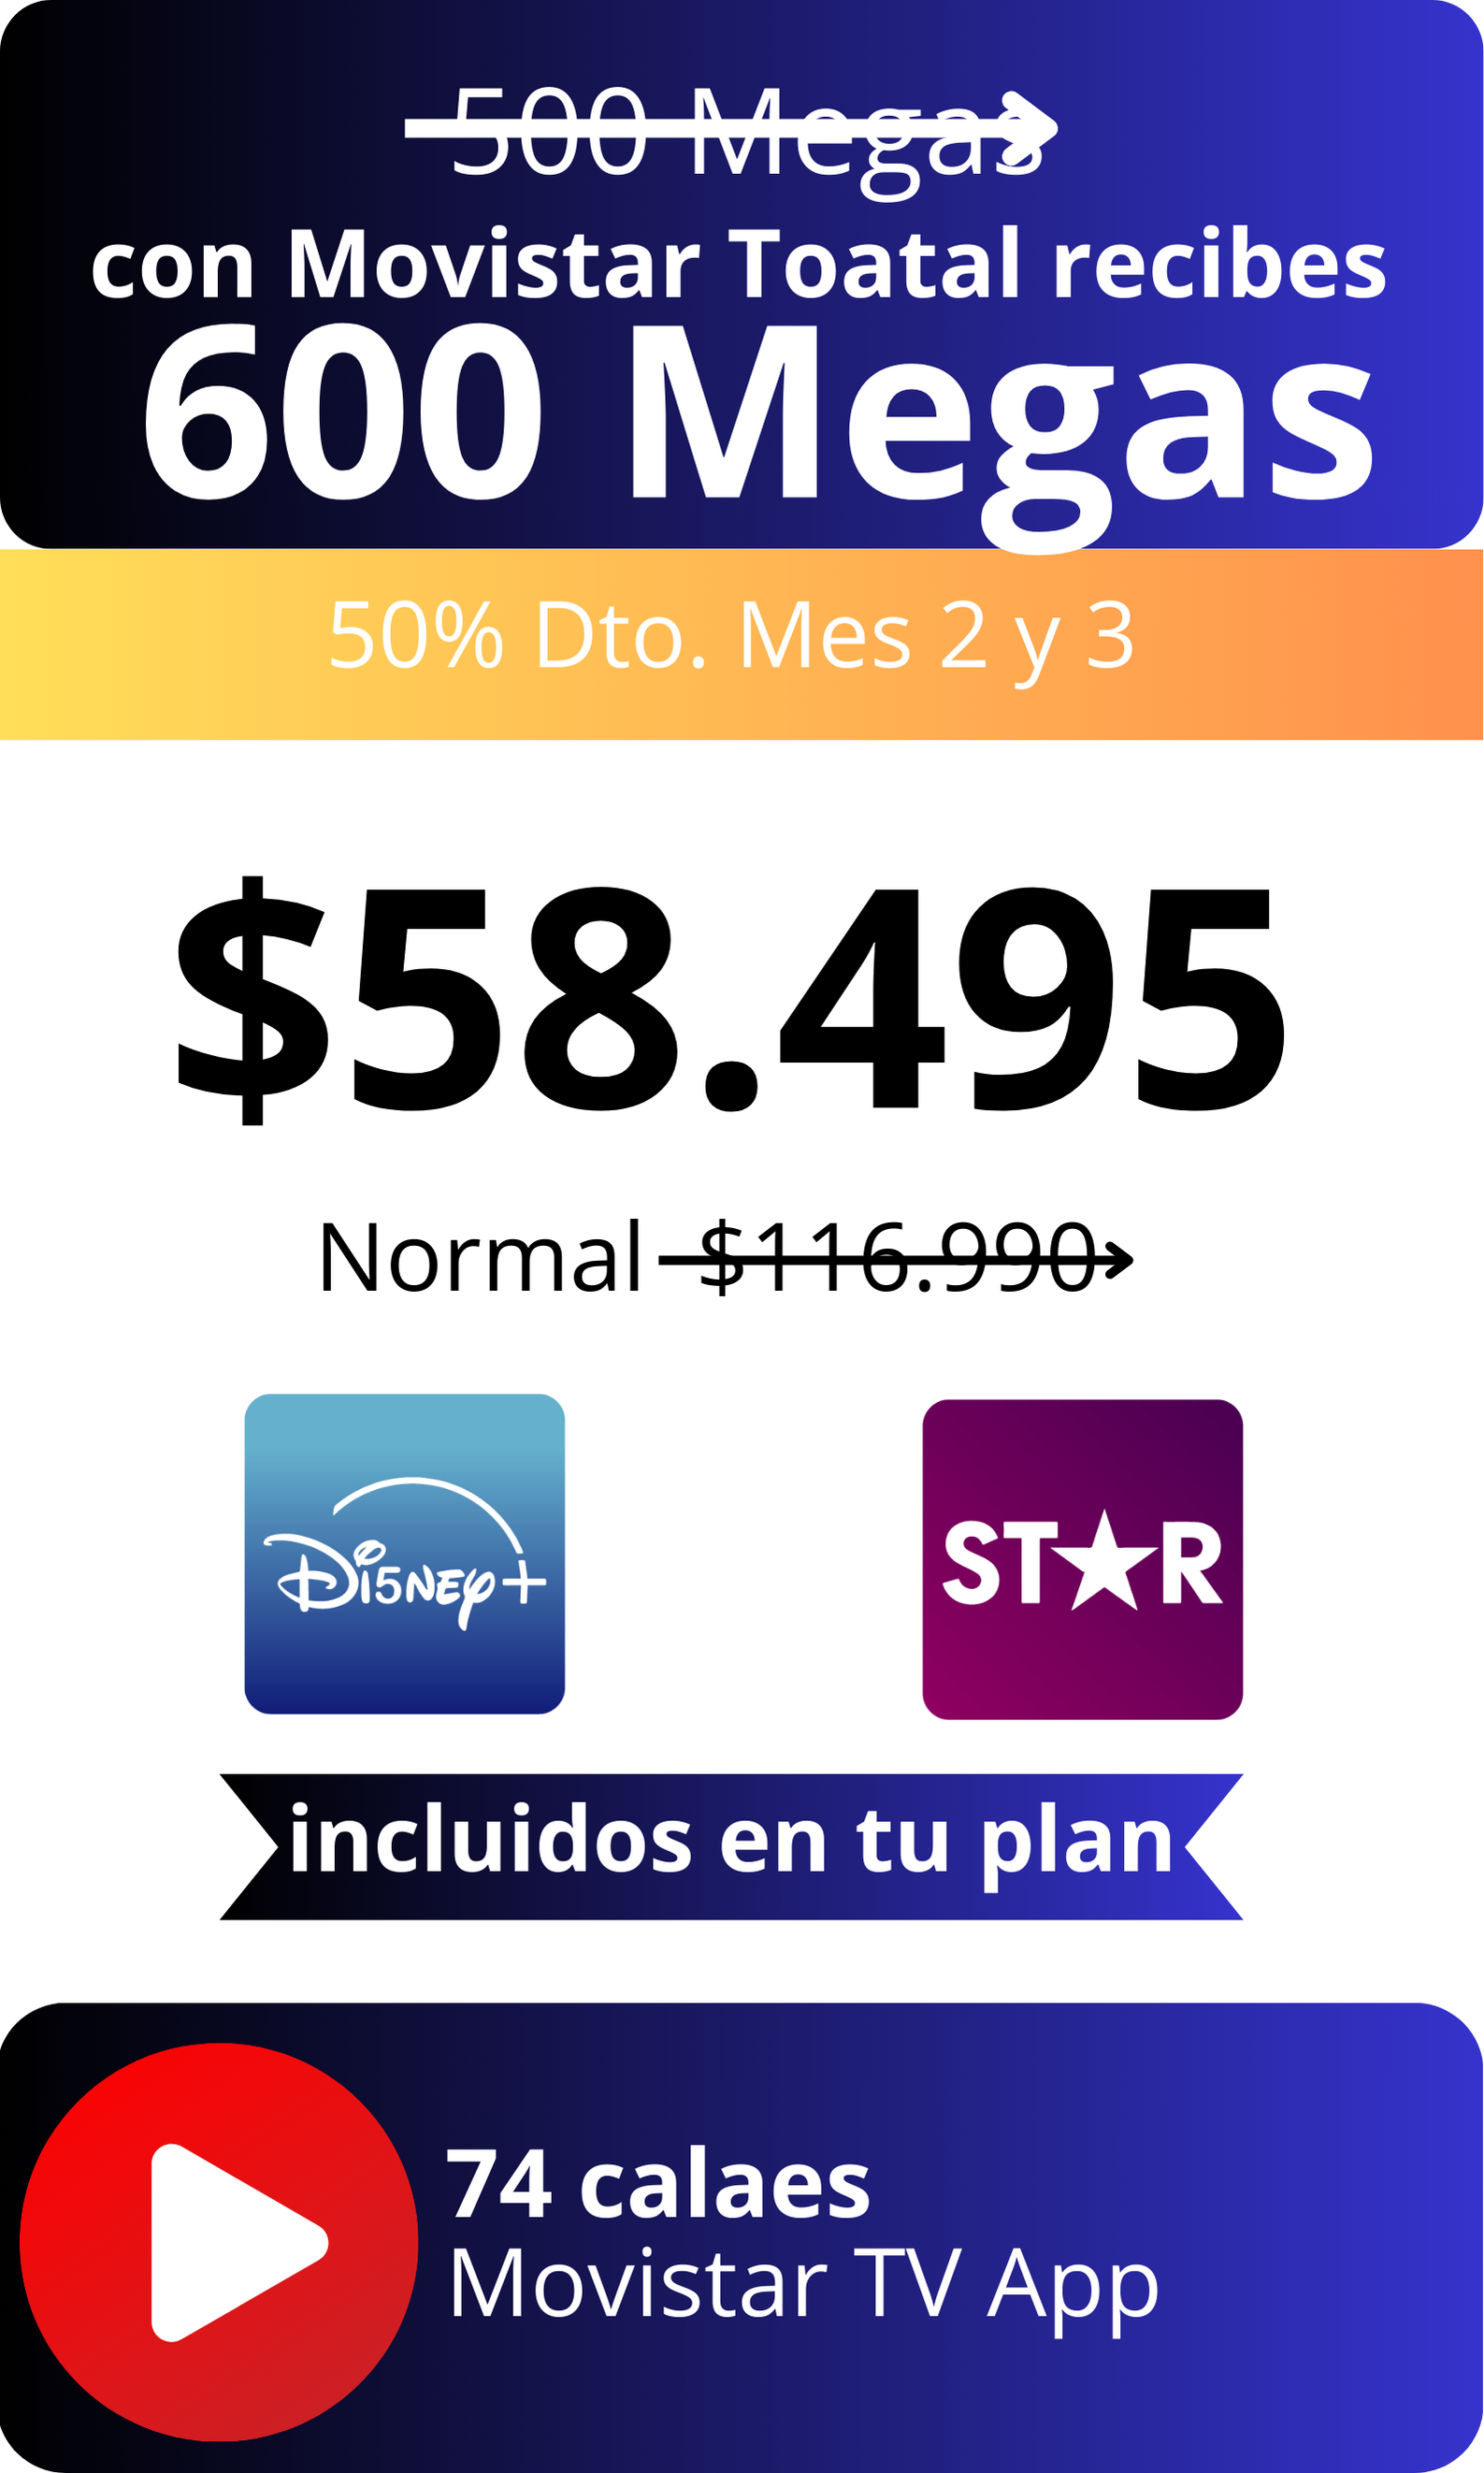 500 Megas
con Movistar Toatal recibes
600 Megas
50% Dto. Mes 2 y 3
$58.495
Normal $116.990
Disney+ STAR
incluidos en tu plan
74 calaes
Movistar TV App